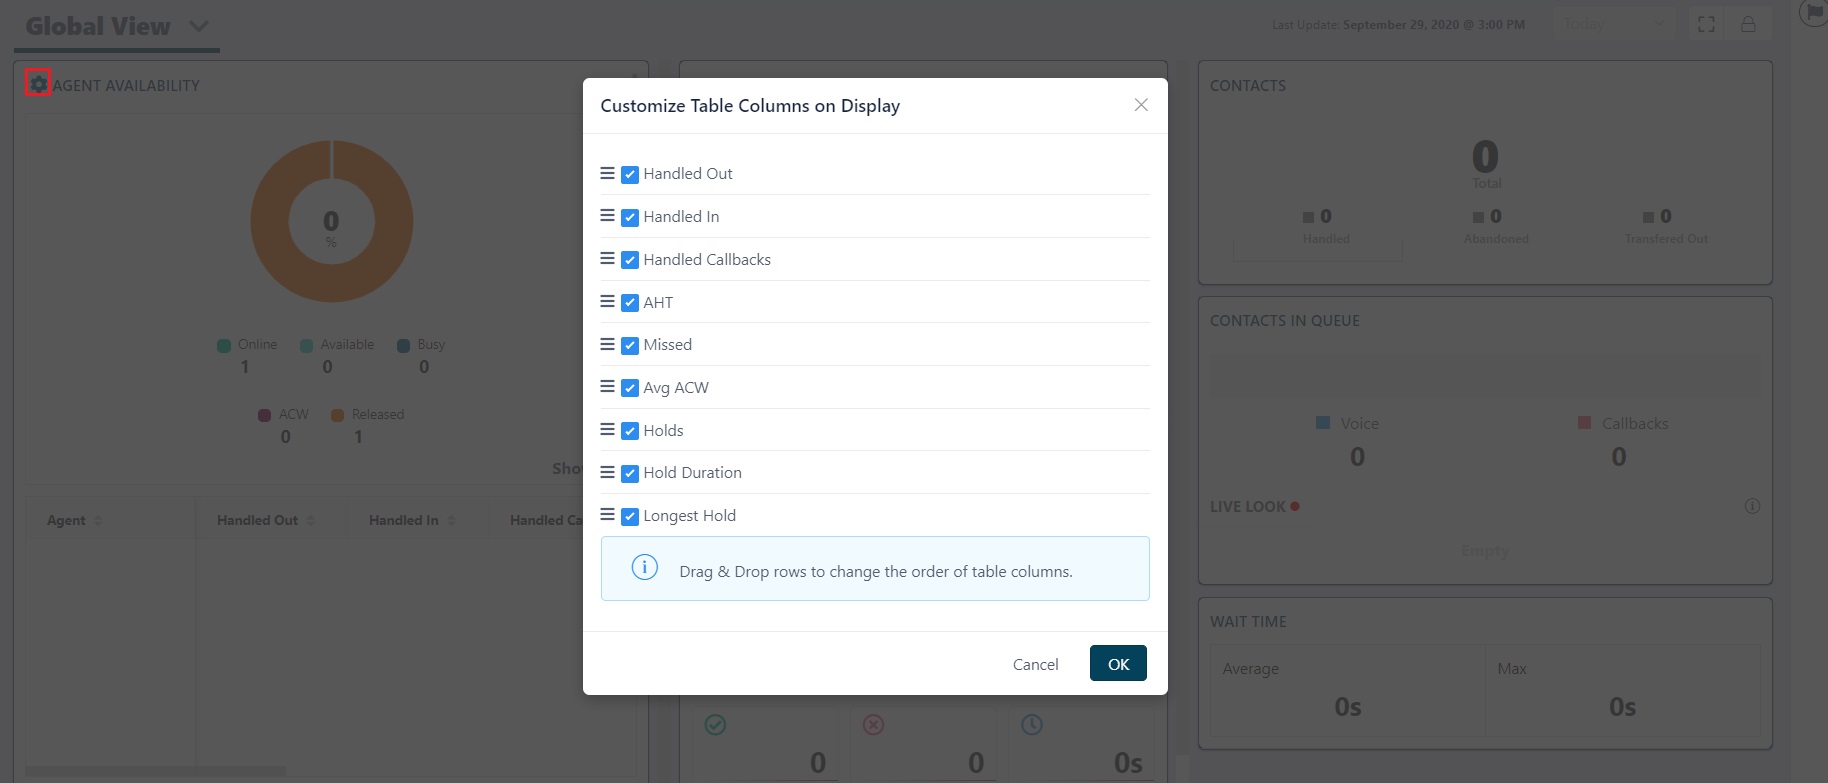 Global View
Last Update: September 29, 2020 @ 3:00 PM
Today
AGENT AVAILABILITY
0
%
Online
Available
Busy
1
0
0
ACW
Released
0
1
Sho
Agent
Handled Out
Handled In
Handled Ca
Customize Table Columns on Display
Handled Out
Handled In
Handled Callbacks
AHT
Missed
Avg ACW
Holds
Hold Duration
Longest Hold
i
Drag & Drop rows to change the order of table columns.
Cancel
OK
0
0
0s
CONTACTS
0
Total
0
0
0
Handled
Abandoned
Transfered Out
CONTACTS IN QUEUE
Voice
Callbacks
0
0
LIVE LOOK
Empty
WAIT TIME
Average
Max
0s
0s